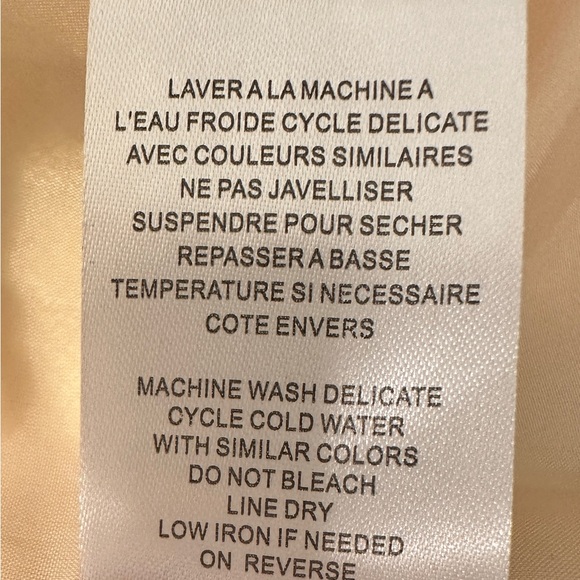 LAVER A LA MACHINE A
L'EAU FROIDE CYCLE DELICATE
AVEC COULEURS SIMILAIRES
NE PAS JAVELLISER
SUSPENDRE POUR SECHER
REPASSER A BASSE
TEMPERATURE SI NECESSAIRE
COTE ENVERS
MACHINE WASH DELICATE
CYCLE COLD WATER
WITH SIMILAR COLORS
DO NOT BLEACH
LINE DRY
LOW IRON IF NEEDED
ON REVERSE